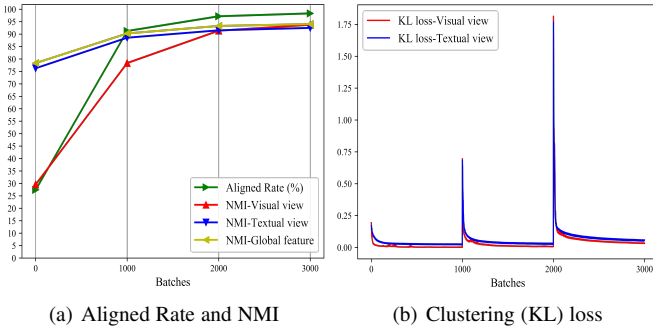 100
95
90
85
80
75
70
65
60
55
50
45
40
35
30
25
20
15
10
5
0
Aligned Rate (%)
NMI-Visual view
NMI-Textual view
NMI-Global feature
0 1000 2000 3000
Batches
(a) Aligned Rate and NMI
KL loss-Visual view
KL loss-Textual view
1.75
1.50
1.25
1.00
0.75
0.50
0.25
0.00
0 1000 2000 3000
Batches
(b) Clustering (KL) loss